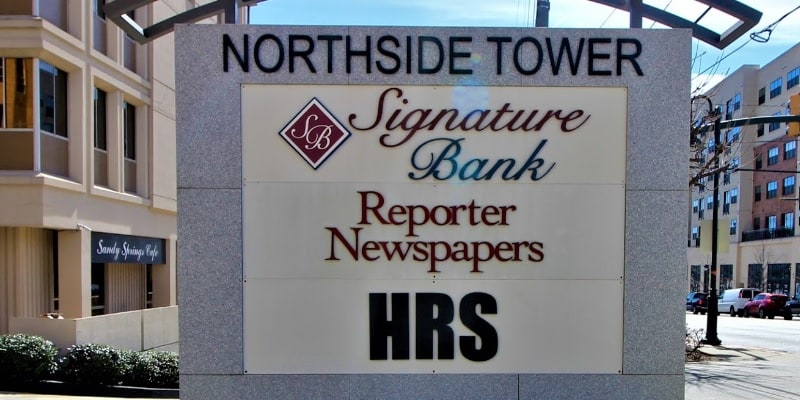 NORTHSIDE TOWER
SB
Signature
Bank
Reporter
Newspapers
HRS
Sandy Springs Cafe